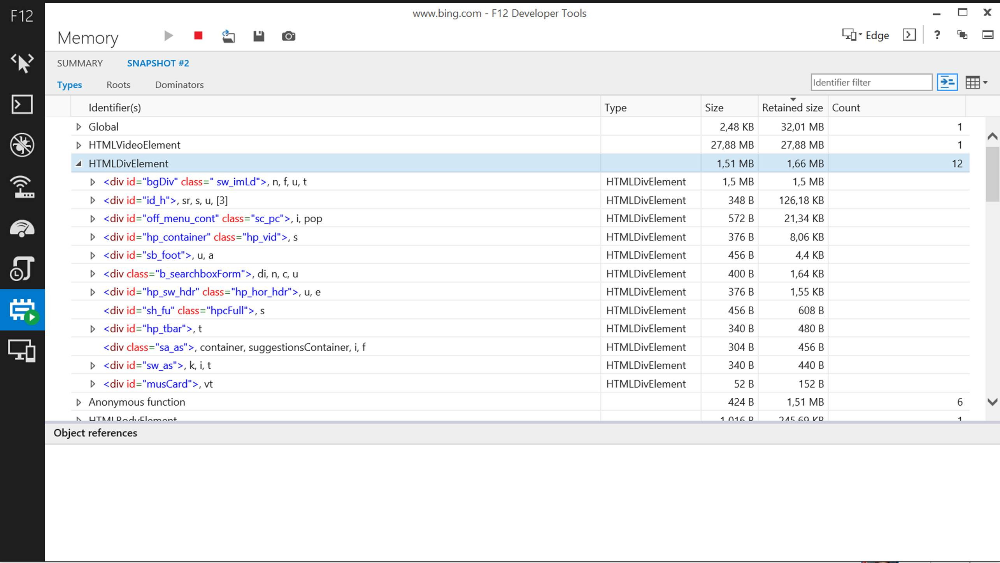 F12
www.bing.com - F12 Developer Tools
Memory
Edge
?
SUMMARY SNAPSHOT #2
Types Roots Dominators
Identifier filter
Identifier(s) Type Size Retained size Count
Global 2,48 KB 32,01 MB 1
HTMLVideoElement 27,88 MB 27,88 MB 1
HTMLDivElement 1,51 MB 1,66 MB 12
<div id="bgDiv" class=" sw_imLd">, n, f, u, t HTMLDivElement 1,5 MB 1,5 MB
<div id="id_h">, sr, s, u, [3] HTMLDivElement 348 B 126,18 KB
<div id="off_menu_cont" class="sc_pc">, i, pop HTMLDivElement 572 B 21,34 KB
<div id="hp_container" class="hp_vid">, s HTMLDivElement 376 B 8,06 KB
<div id="sb_foot">, u, a HTMLDivElement 456 B 4,4 KB
<div class="b_searchboxForm">, di, n, c, u HTMLDivElement 400 B 1,64 KB
<div id="hp_sw_hdr" class="hp_hor_hdr">, u, e HTMLDivElement 376 B 1,55 KB
<div id="sh_fu" class="hpcFull">, s HTMLDivElement 456 B 608 B
<div id="hp_tbar">, t HTMLDivElement 340 B 480 B
<div class="sa_as">, container, suggestionsContainer, i, f HTMLDivElement 304 B 456 B
<div id="sw_as">, k, i, t HTMLDivElement 340 B 440 B
<div id="musCard">, vt HTMLDivElement 52 B 152 B
Anonymous function 424 B 1,51 MB 6
HTMLBodyElement 1.016 B 245,69 KB 1
Object references